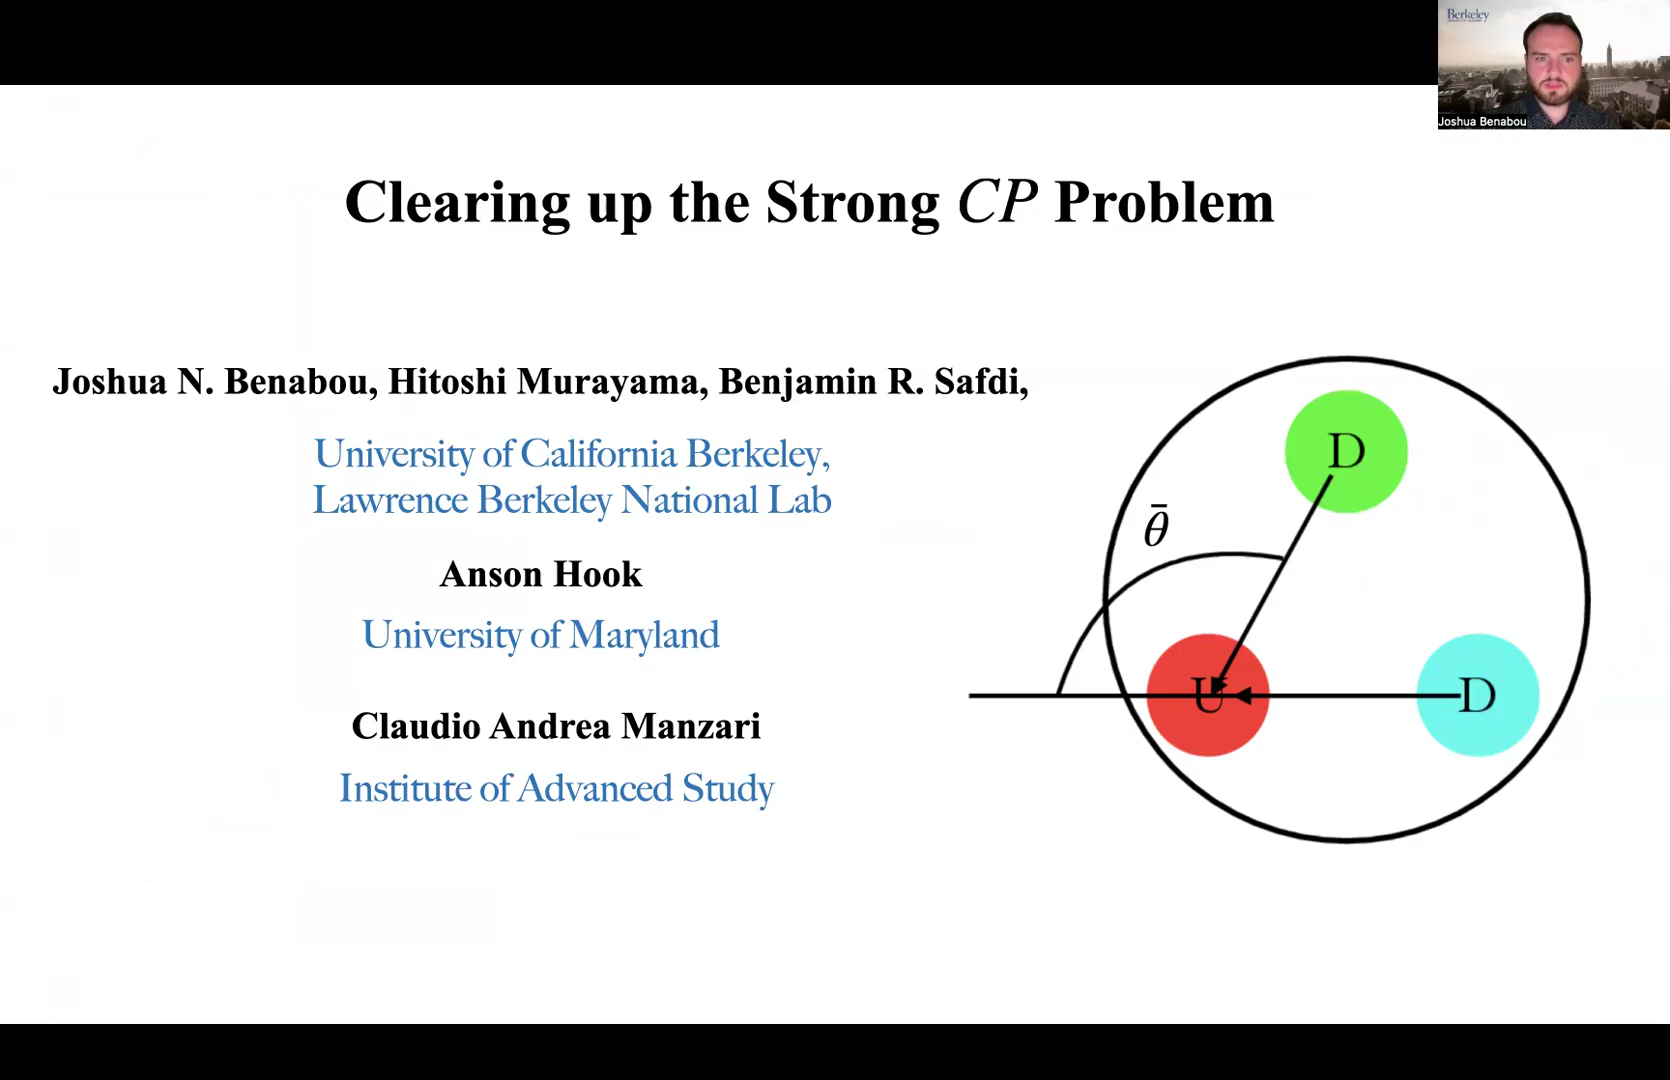 Berkeley
Joshua Benabou
Clearing up the Strong CP Problem
Joshua N. Benabou, Hitoshi Murayama, Benjamin R. Safdi,
University of California Berkeley,
Lawrence Berkeley National Lab
Anson Hook
University of Maryland
Claudio Andrea Manzari
Institute of Advanced Study
D
θ̄
U
D